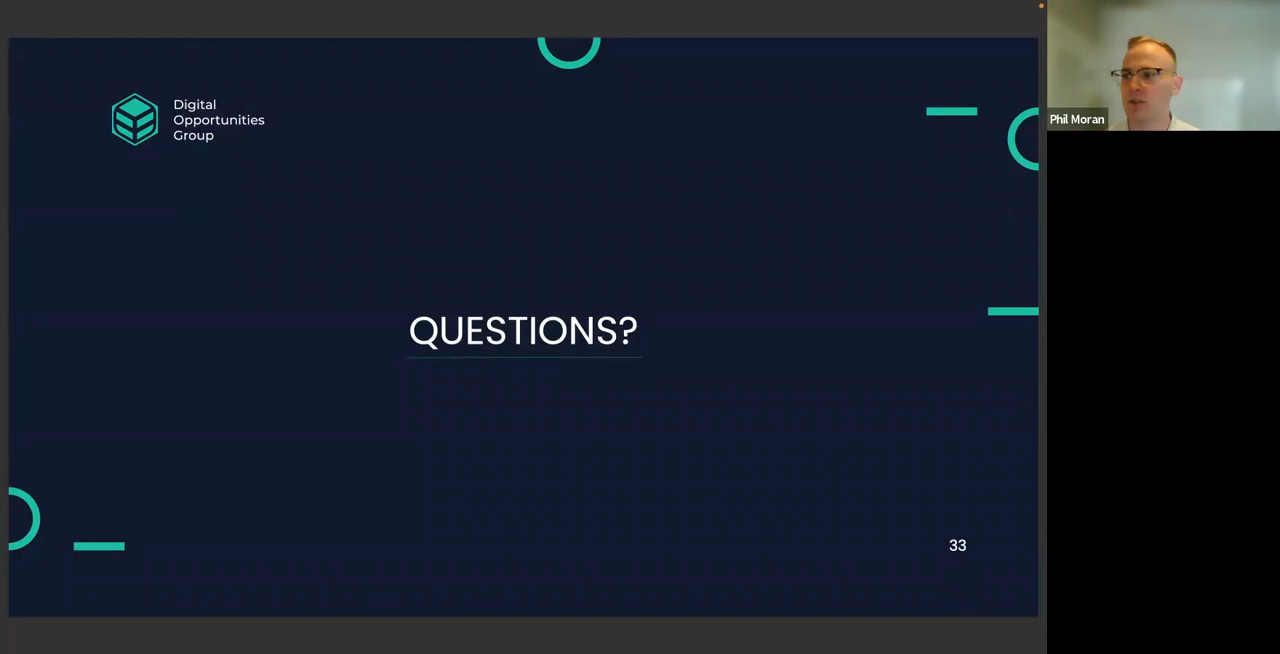 Digital
Opportunities
Group
Phil Moran
QUESTIONS?
33